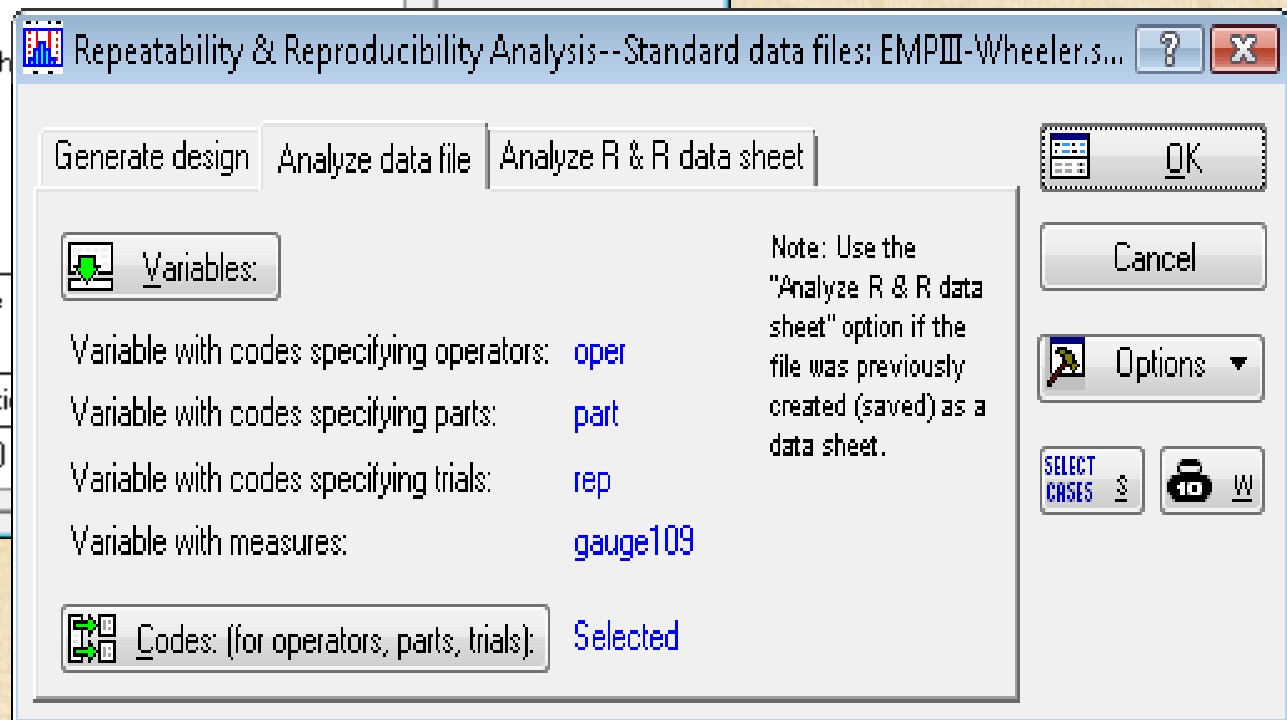 Repeatability & Reproducibility Analysis--Standard data files: EMPIII-Wheeler.s...
Generate design
Analyze data file
Analyze R & R data sheet
OK
Cancel
Options
SELECT CASES S
10 W
Variables:
Note: Use the
"Analyze R & R data
sheet" option if the
file was previously
created (saved) as a
data sheet.
Variable with codes specifying operators: oper
Variable with codes specifying parts: part
Variable with codes specifying trials: rep
Variable with measures: gauge109
Codes: (for operators, parts, trials): Selected